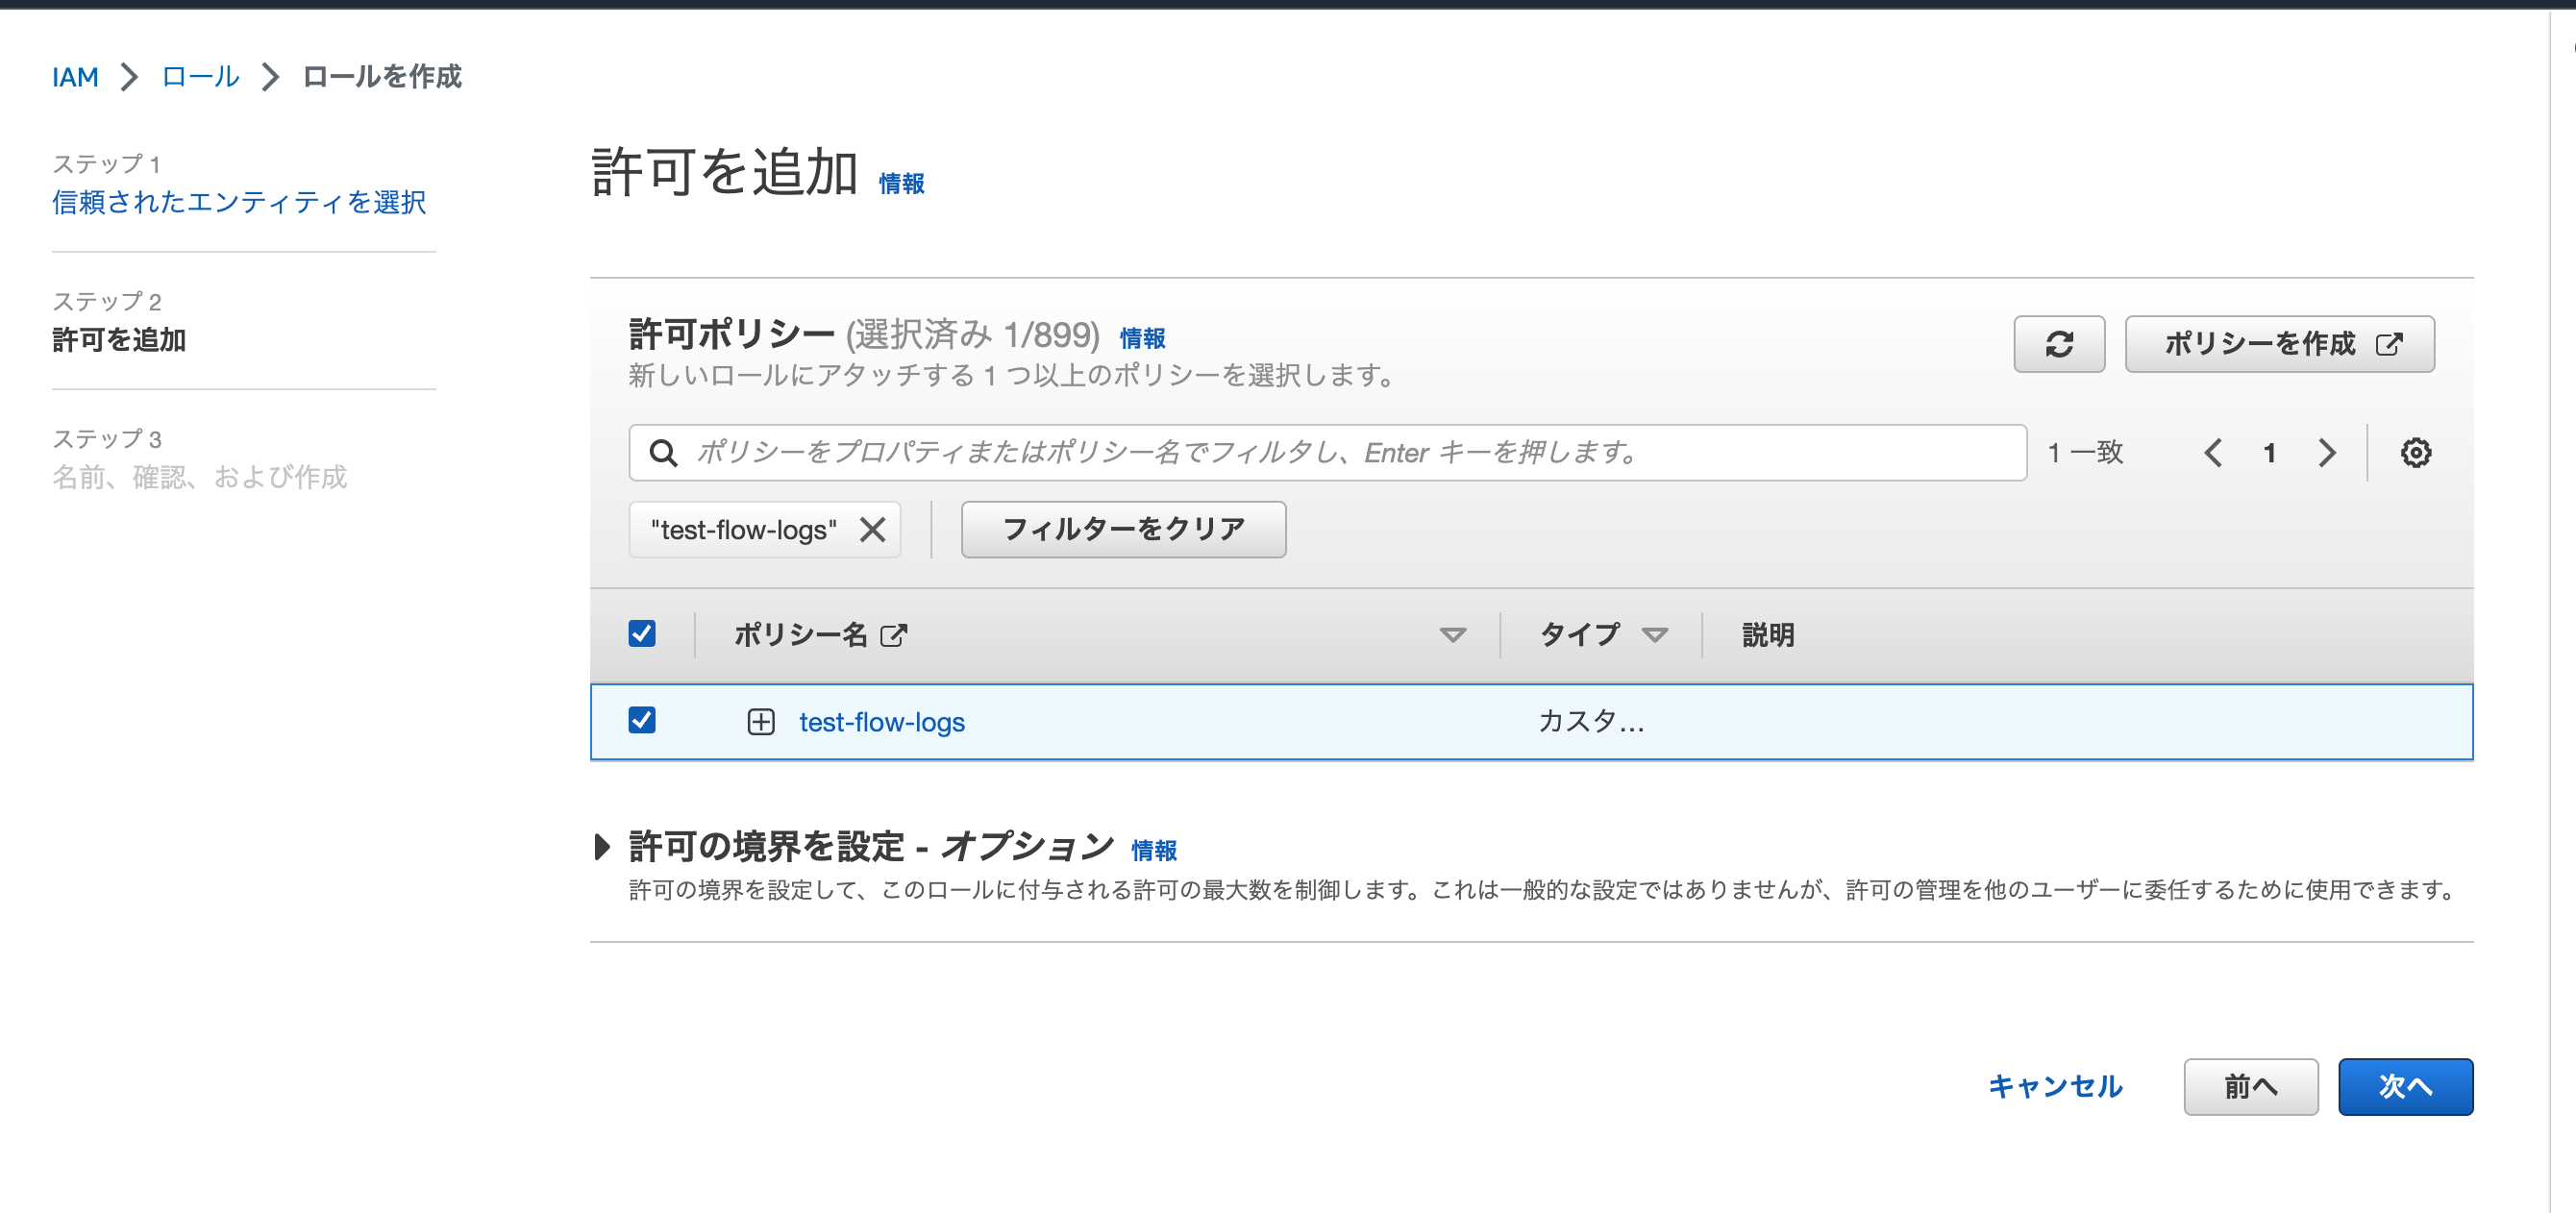 IAM > ロール > ロールを作成
ステップ 1
信頼されたエンティティを選択
ステップ 2
許可を追加
ステップ 3
名前、確認、および作成
許可を追加 情報
許可ポリシー (選択済み 1/899) 情報
新しいロールにアタッチする 1 つ以上のポリシーを選択します。
ポリシーを作成
ポリシーをプロパティまたはポリシー名でフィルタし、Enter キーを押します。
1 一致
1
"test-flow-logs"
フィルターをクリア
ポリシー名 タイプ 説明
test-flow-logs カスタ...
許可の境界を設定 - オプション 情報
許可の境界を設定して、このロールに付与される許可の最大数を制御します。これは一般的な設定ではありませんが、許可の管理を他のユーザーに委任するために使用できます。
キャンセル 前へ 次へ